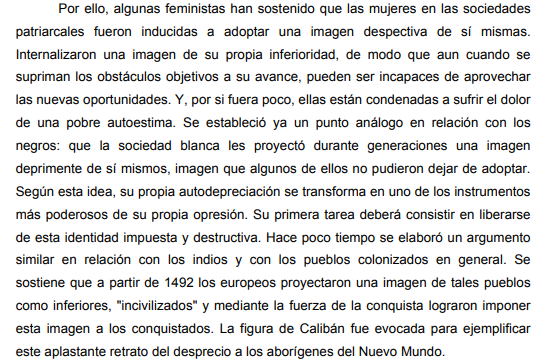 Por ello, algunas feministas han sostenido que las mujeres en las sociedades
patriarcales fueron inducidas a adoptar una imagen despectiva de sí mismas.
Internalizaron una imagen de su propia inferioridad, de modo que aun cuando se
supriman los obstáculos objetivos a su avance, pueden ser incapaces de aprovechar
las nuevas oportunidades. Y, por si fuera poco, ellas están condenadas a sufrir el dolor
de una pobre autoestima. Se estableció ya un punto análogo en relación con los
negros: que la sociedad blanca les proyectó durante generaciones una imagen
deprimente de sí mismos, imagen que algunos de ellos no pudieron dejar de adoptar.
Según esta idea, su propia autodepreciación se transforma en uno de los instrumentos
más poderosos de su propia opresión. Su primera tarea deberá consistir en liberarse
de esta identidad impuesta y destructiva. Hace poco tiempo se elaboró un argumento
similar en relación con los indios y con los pueblos colonizados en general. Se
sostiene que a partir de 1492 los europeos proyectaron una imagen de tales pueblos
como inferiores, "incivilizados" y mediante la fuerza de la conquista lograron imponer
esta imagen a los conquistados. La figura de Calibán fue evocada para ejemplificar
este aplastante retrato del desprecio a los aborígenes del Nuevo Mundo.